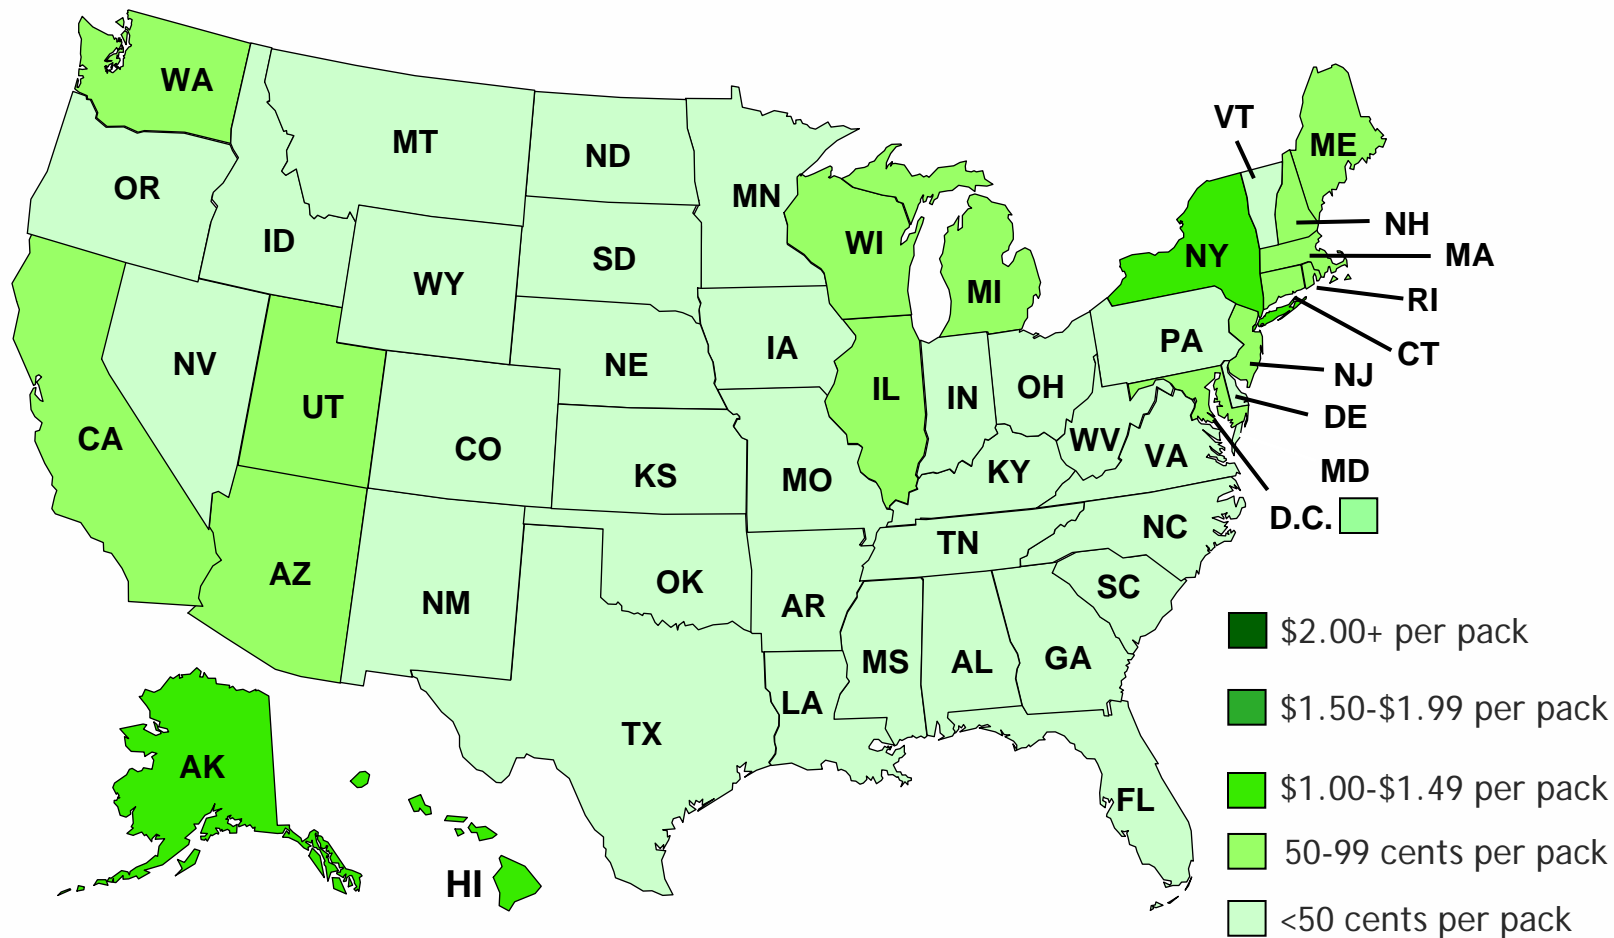 WA
VT
ME
MT
ND
OR
MN
NH
ID
WI
NY
MA
SD
WY
MI
RI
PA
IA
CT
NV
NE
NJ
IL
OH
IN
UT
DE
CA
CO
WV
VA
KY
MD
KS
MO
D.C.
NC
TN
AZ
OK
SC
NM
AR
$2.00+ per pack
MS
AL
GA
LA
$1.50-$1.99 per pack
TX
AK
$1.00-$1.49 per pack
FL
50-99 cents per pack
HI
<50 cents per pack